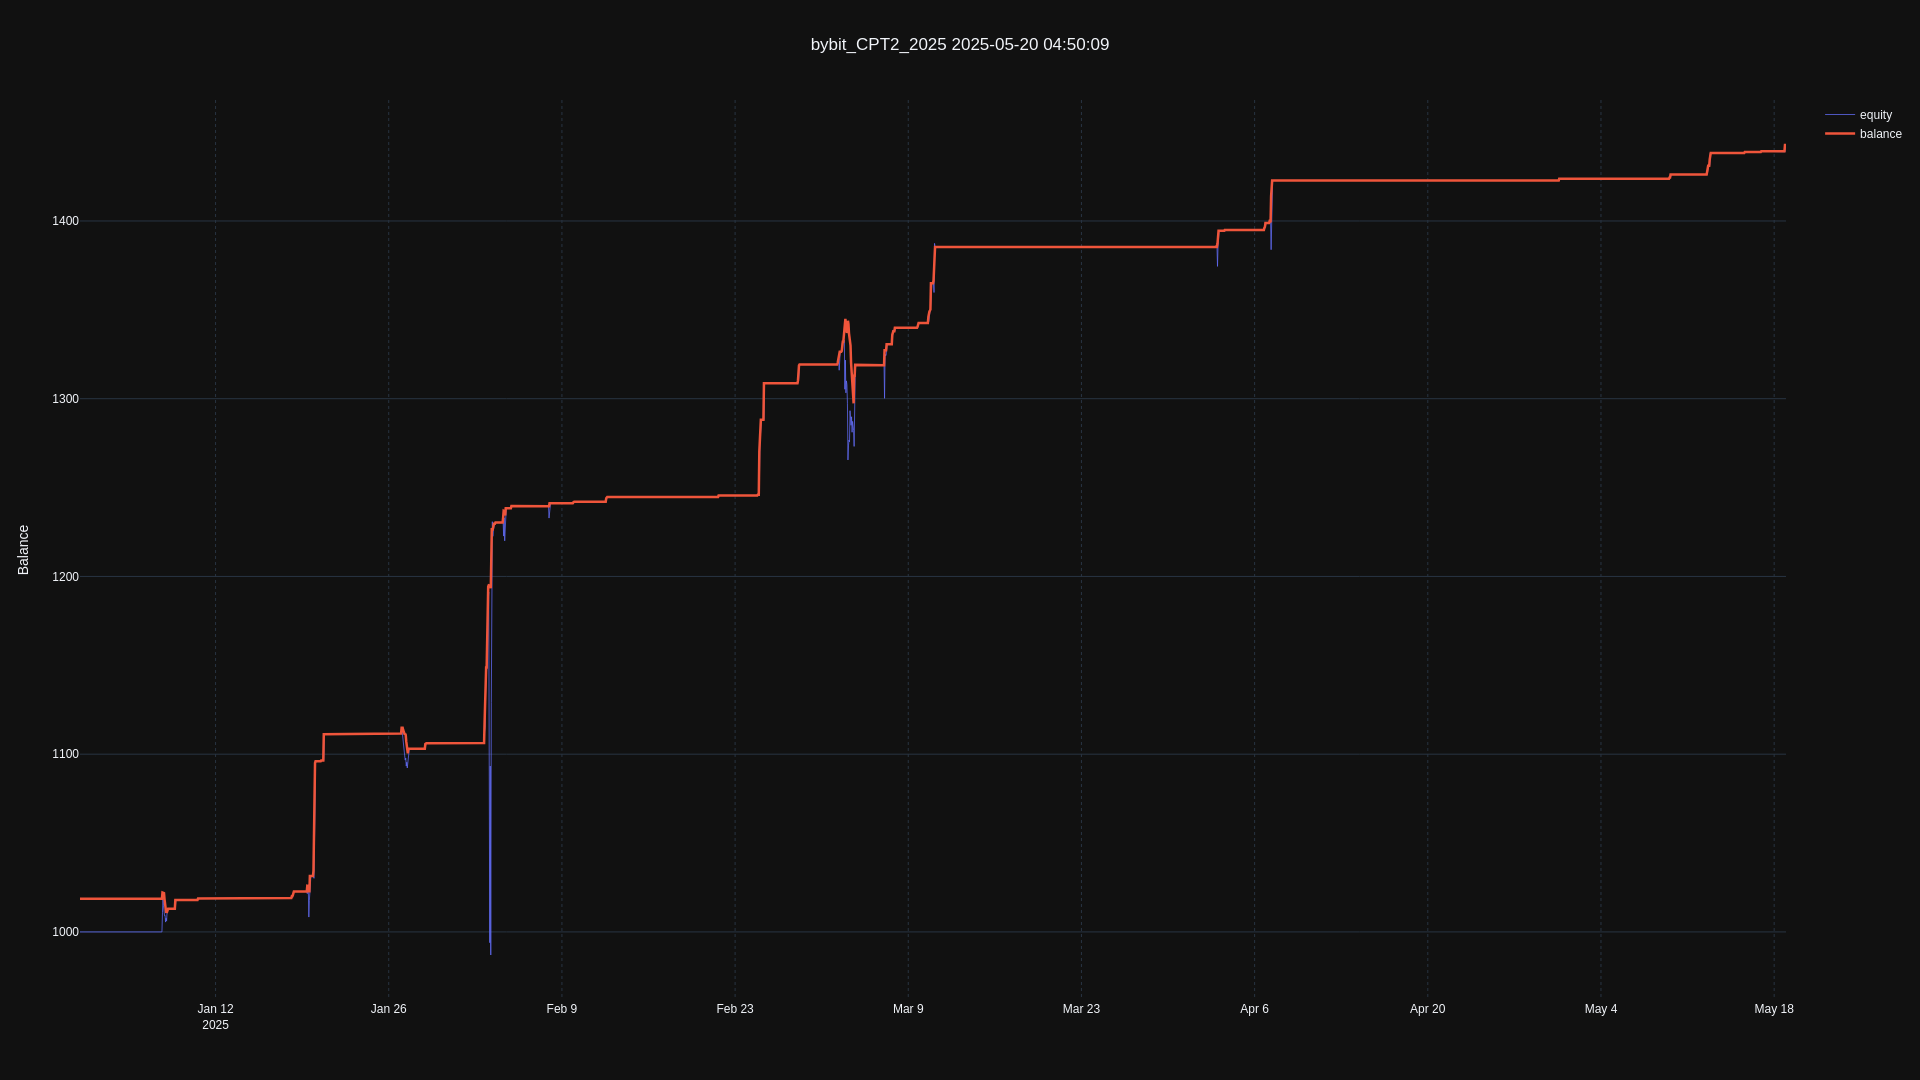 bybit_CPT2_2025 2025-05-20 04:50:09
equity
balance
1400
1300
1200
1100
1000
Balance
Jan 12
2025
Jan 26
Feb 9
Feb 23
Mar 9
Mar 23
Apr 6
Apr 20
May 4
May 18